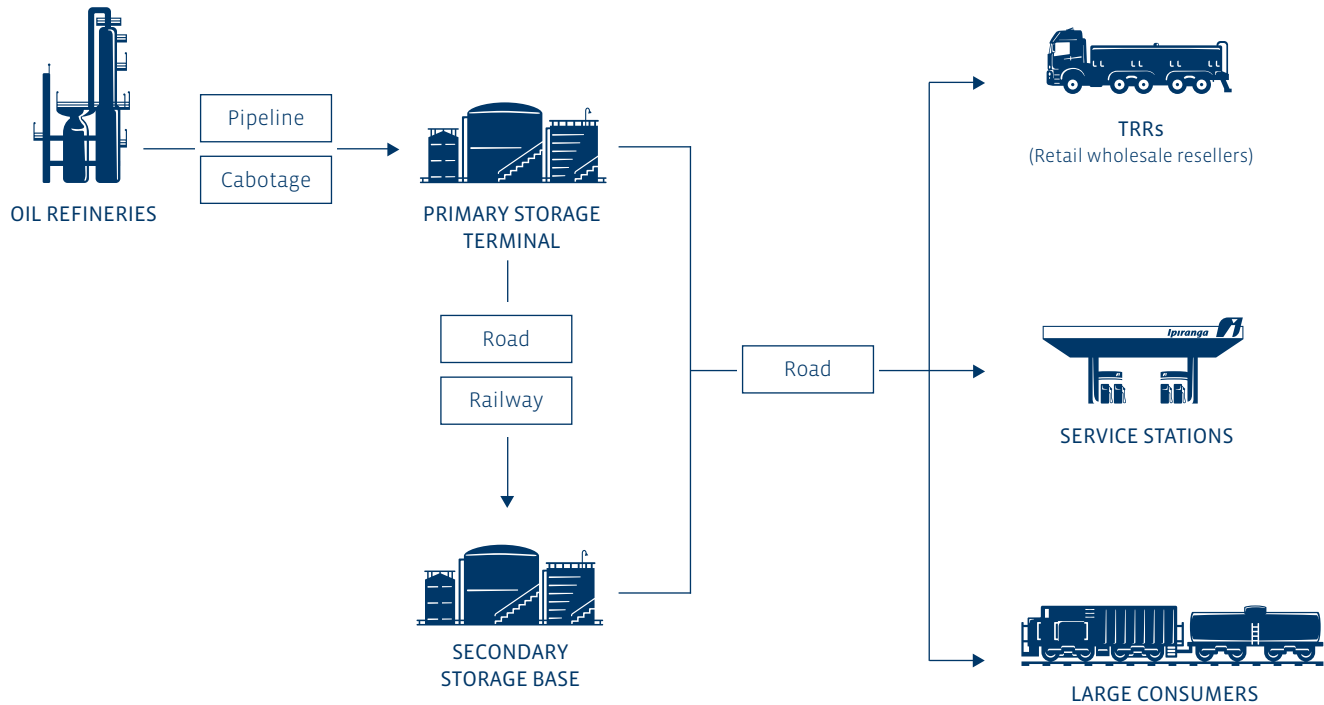 Pipeline
Cabotage
OIL REFINERIES
PRIMARY STORAGE
TERMINAL
Road
Railway
SECONDARY
STORAGE BASE
Road
TRRs
(Retail wholesale resellers)
Ipiranga
SERVICE STATIONS
LARGE CONSUMERS